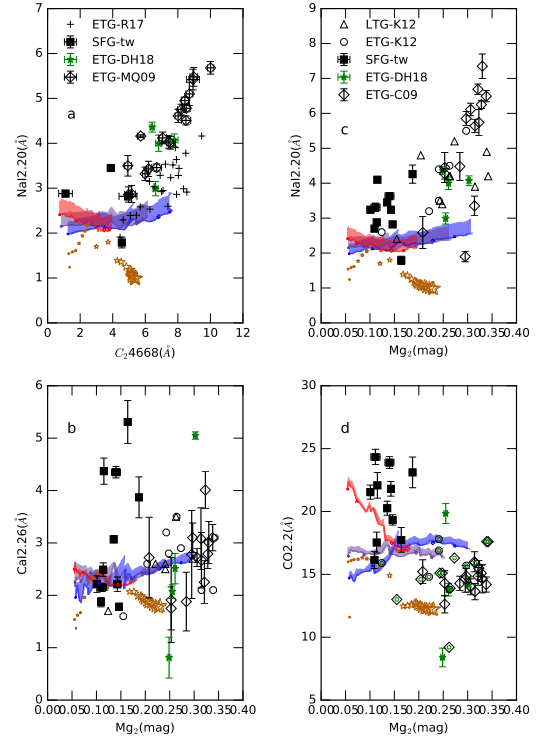 7
6
5
4
3
2
1
0
NaI2.20(Å)
ETG-R17
SFG-tw
ETG-DH18
ETG-MQ09
a
0 2 4 6 8 10 12
C₂4668(Å)
9
8
7
6
5
4
3
2
1
0
NaI2.20(Å)
LTG-K12
ETG-K12
SFG-tw
ETG-DH18
ETG-C09
c
0.00 0.05 0.10 0.15 0.20 0.25 0.30 0.35 0.40
Mg₂(mag)
6
5
4
3
2
1
0
CaI2.26(Å)
b
0.00 0.05 0.10 0.15 0.20 0.25 0.30 0.35 0.40
Mg₂(mag)
30
25
20
15
10
5
CO2.2(Å)
d
0.00 0.05 0.10 0.15 0.20 0.25 0.30 0.35 0.40
Mg₂(mag)